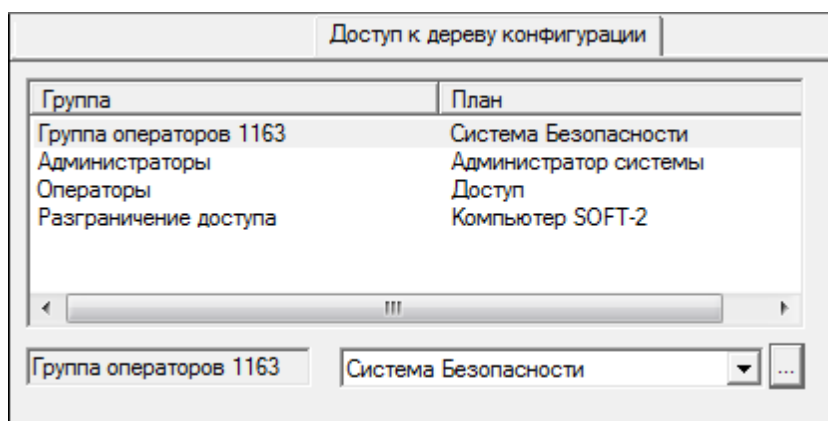 Доступ к дереву конфигурации
Группа План
Группа операторов 1163 Система Безопасности
Администраторы Администратор системы
Операторы Доступ
Разграничение доступа Компьютер SOFT-2
Группа операторов 1163 Система Безопасности ...